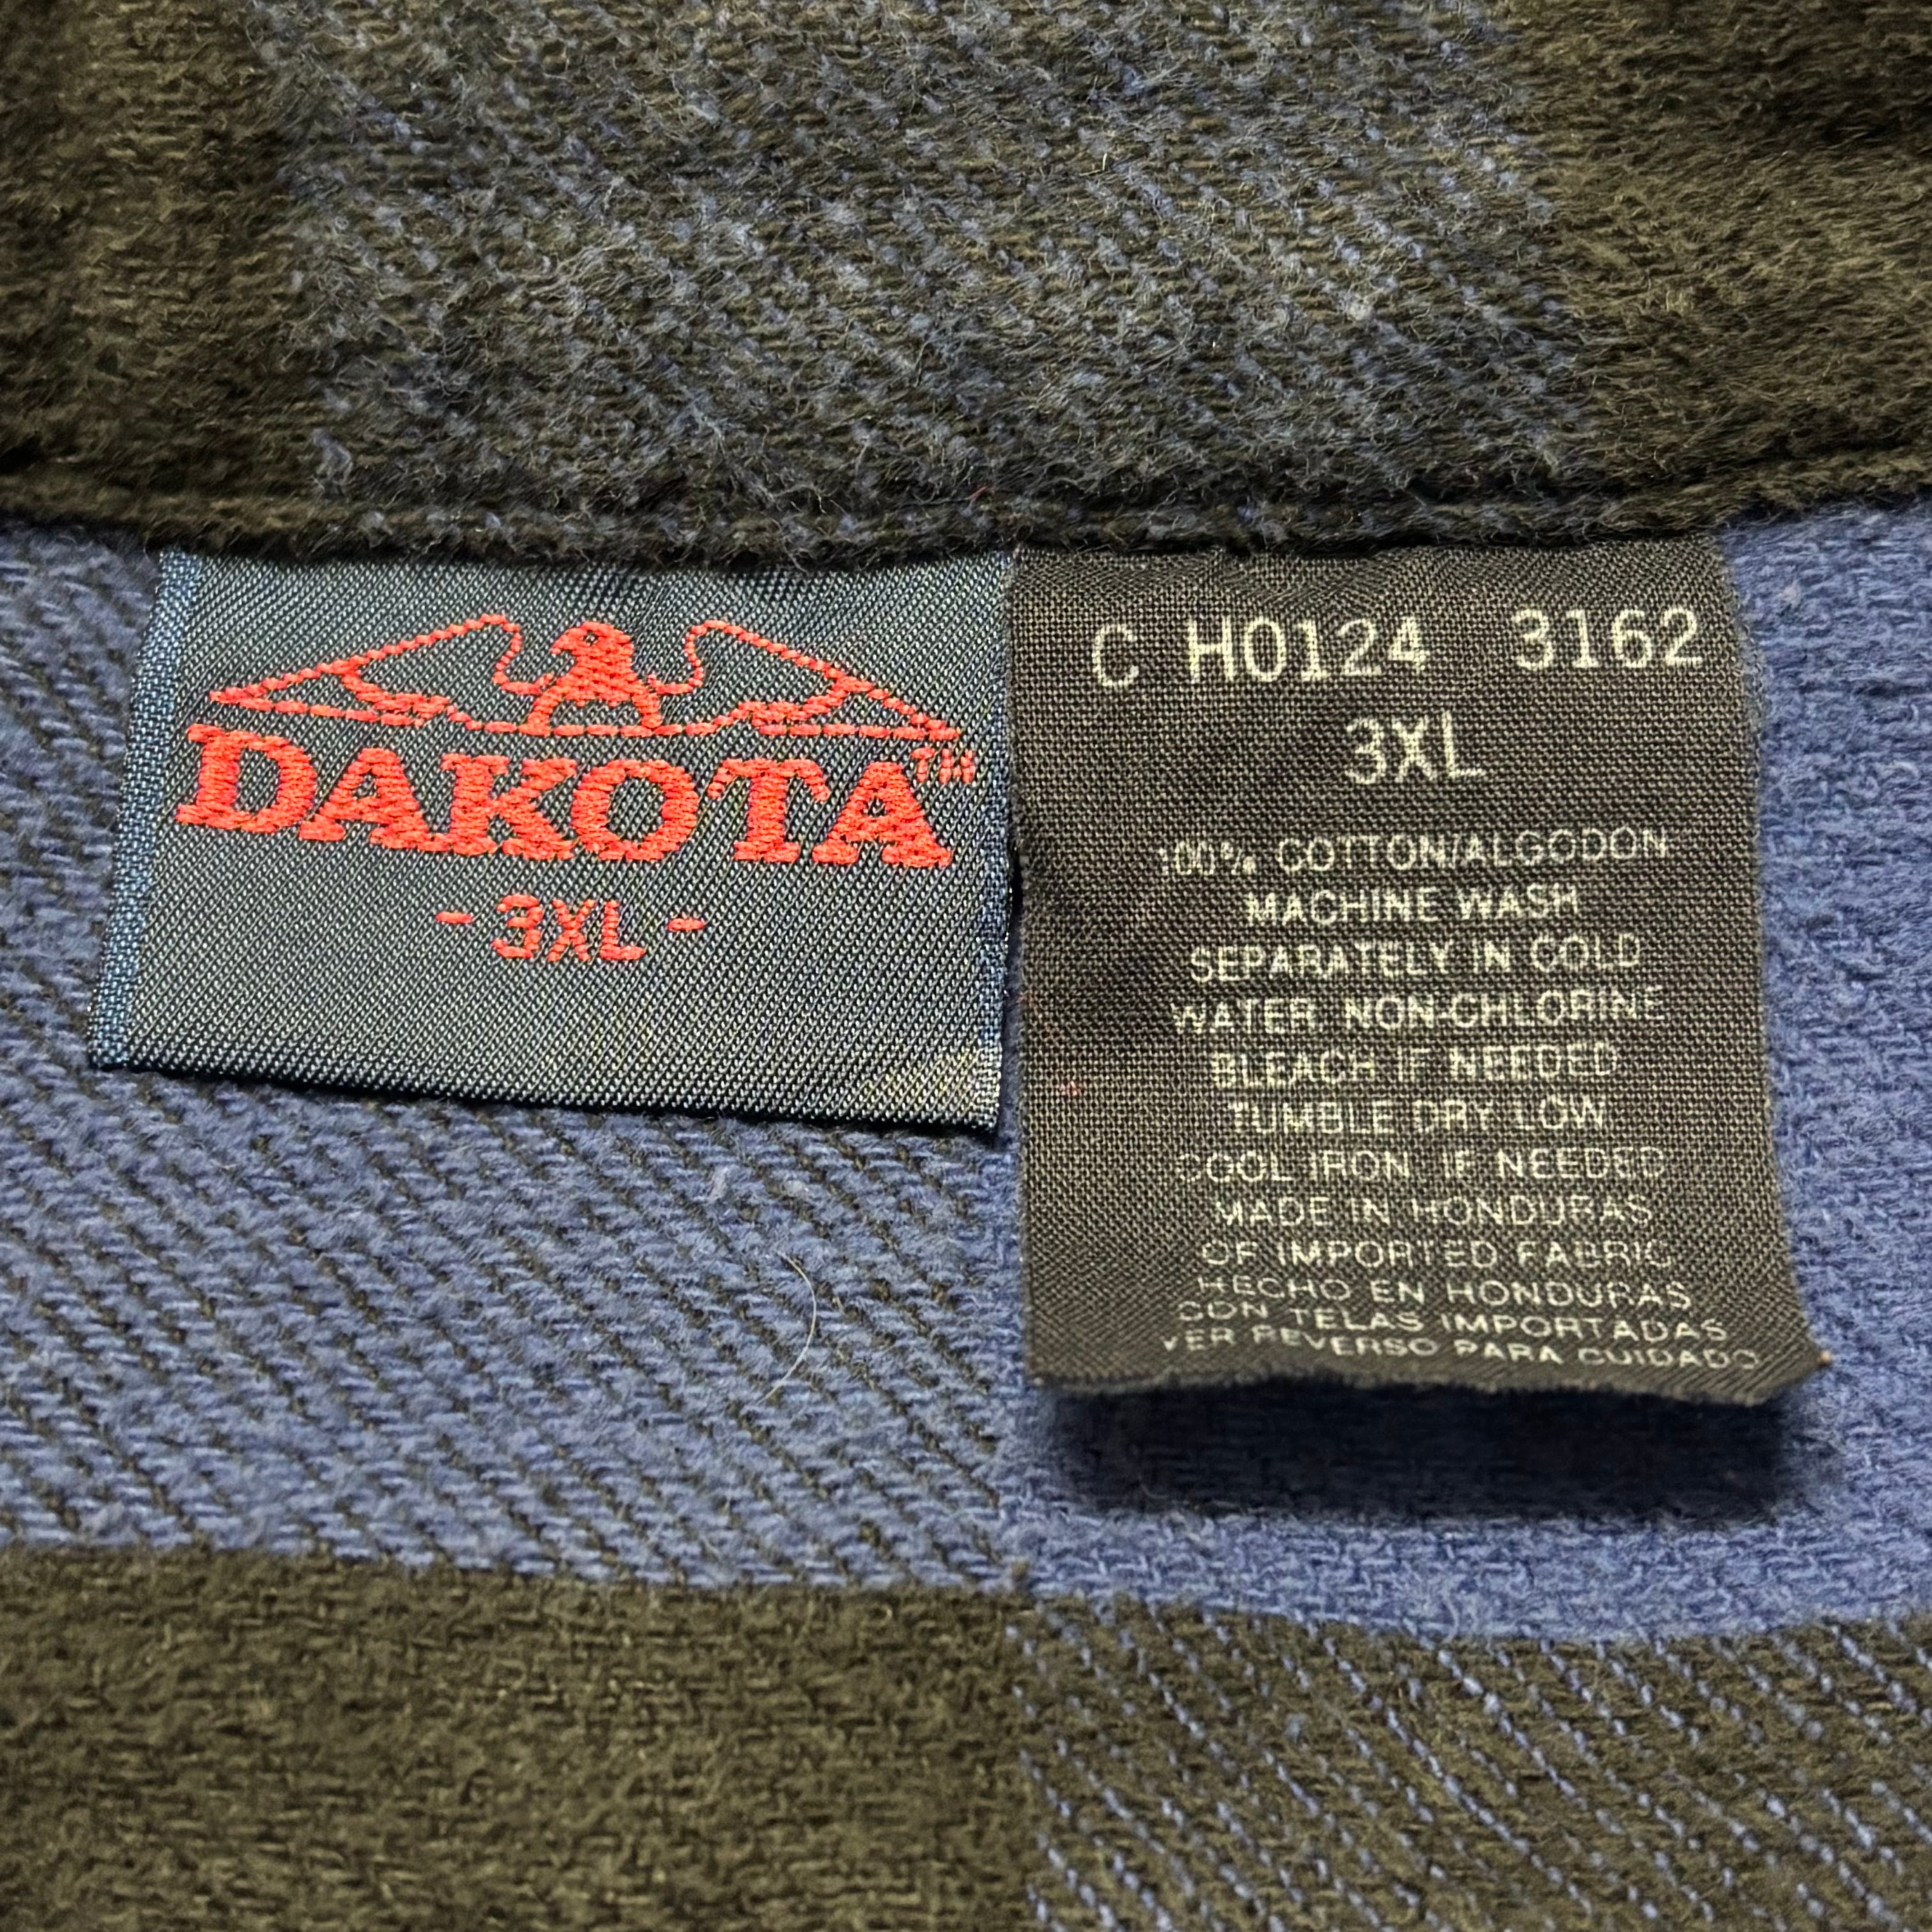 DAKOTA™
- 3XL -
C H0124 3162
3XL
100% COTTON/ALGODON
MACHINE WASH
SEPARATELY IN COLD
WATER NON-CHLORINE
BLEACH IF NEEDED
TUMBLE DRY LOW
COOL IRON IF NEEDED
MADE IN HONDURAS
OF IMPORTED FABRIC
HECHO EN HONDURAS
CON TELAS IMPORTADAS
VER REVERSO PARA CUIDADO